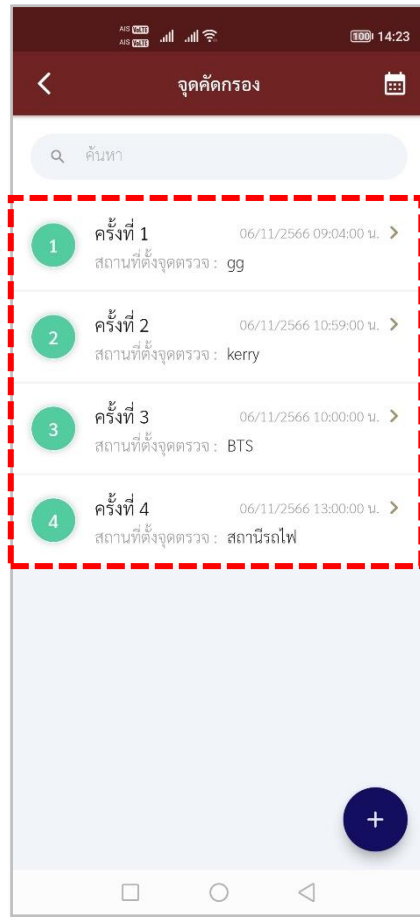 AIS VoLTE
AIS VoLTE
100 14:23
จุดคัดกรอง
ค้นหา
1 ครั้งที่ 1 06/11/2566 09:04:00 น.
สถานที่ตั้งจุดตรวจ : gg
2 ครั้งที่ 2 06/11/2566 10:59:00 น.
สถานที่ตั้งจุดตรวจ : kerry
3 ครั้งที่ 3 06/11/2566 10:00:00 น.
สถานที่ตั้งจุดตรวจ : BTS
4 ครั้งที่ 4 06/11/2566 13:00:00 น.
สถานที่ตั้งจุดตรวจ : สถานีรถไฟ
+